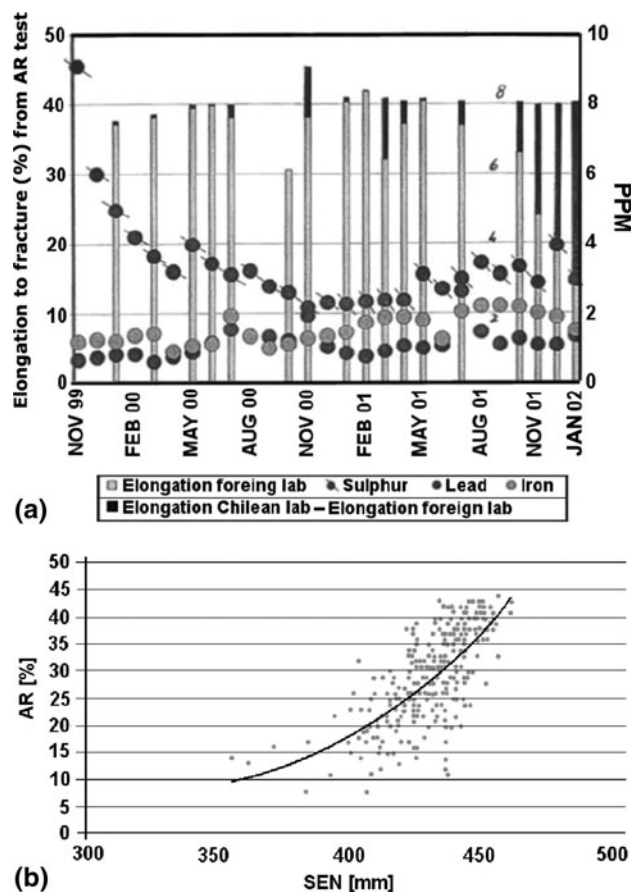 Elongation to fracture (%) from AR test
50
40
30
20
10
0
10
8
6
4
2
0
PPM
8
6
4
2
NOV 99
FEB 00
MAY 00
AUG 00
NOV 00
FEB 01
MAY 01
AUG 01
NOV 01
JAN 02
Elongation foreing lab Sulphur Lead Iron
Elongation Chilean lab – Elongation foreign lab
(a)
AR [%]
50
45
40
35
30
25
20
15
10
5
0
300 350 400 450 500
SEN [mm]
(b)